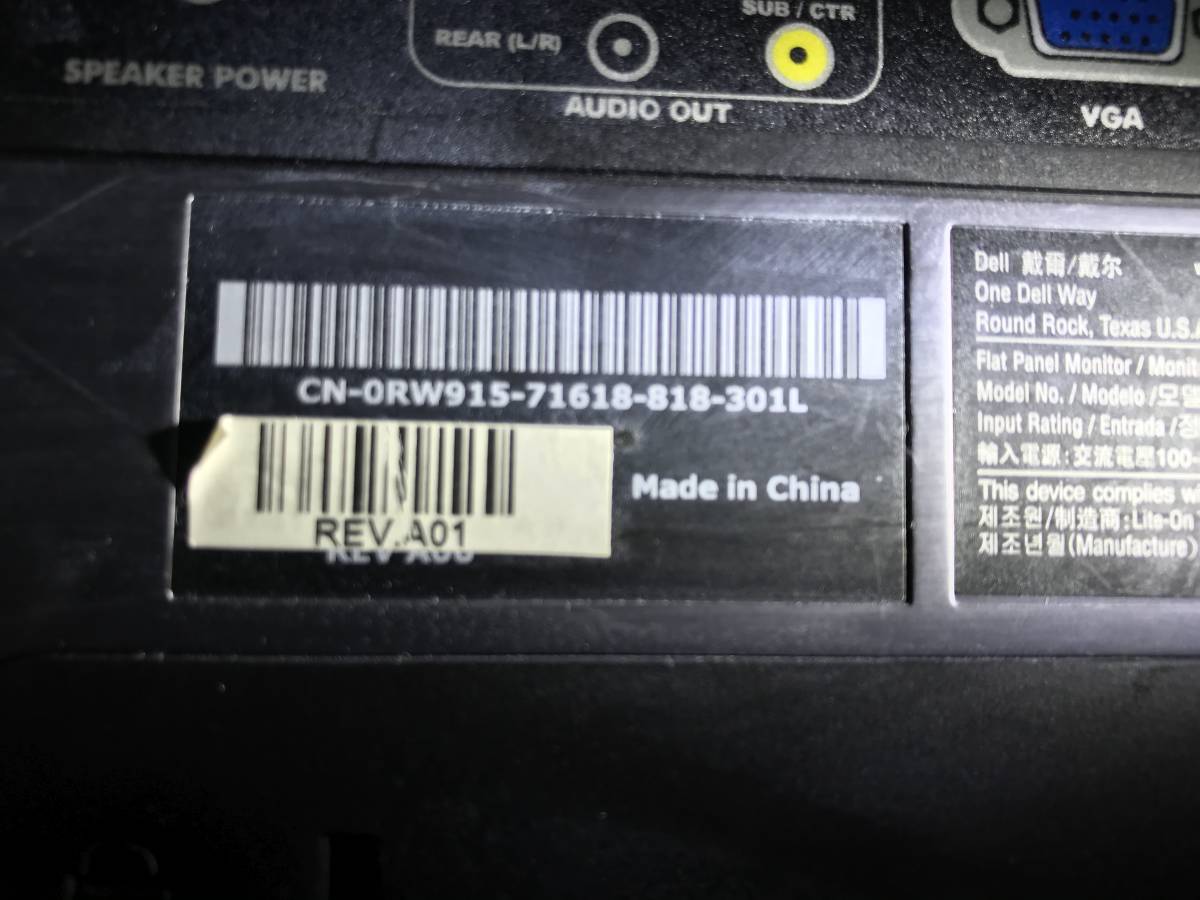 SUB / CTR
REAR (L/R)
SPEAKER POWER
AUDIO OUT
VGA
CN-0RW915-71618-818-301L
REV.A01
REV A00
Made in China
Dell 戴爾/戴尔
One Dell Way
Round Rock, Texas U.S.
Flat Panel Monitor /
Model No. / Modelo /
Input Rating / Entrada /
輸入電源:交流電壓100-
This device complies
제조원/制造商:Lite-On
제조년월(Manufacture)